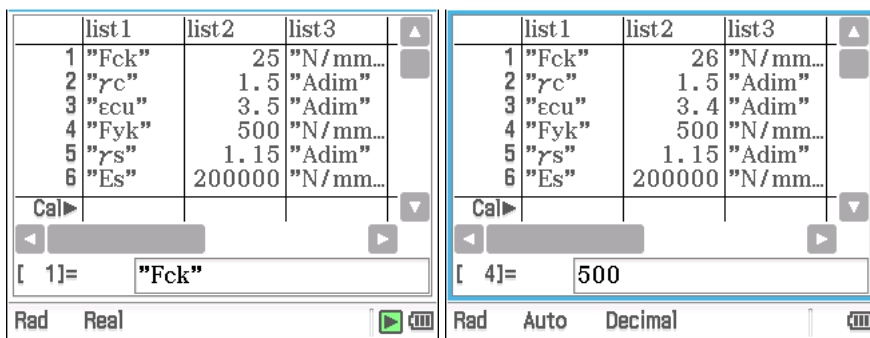 list1 list2 list3
1 "Fck" 25 "N/mm…
2 "γc" 1.5 "Adim"
3 "εcu" 3.5 "Adim"
4 "Fyk" 500 "N/mm…
5 "γs" 1.15 "Adim"
6 "Es" 200000 "N/mm…
Cal▶
[ 1]= "Fck"
Rad Real
list1 list2 list3
1 "Fck" 26 "N/mm…
2 "γc" 1.5 "Adim"
3 "εcu" 3.4 "Adim"
4 "Fyk" 500 "N/mm…
5 "γs" 1.15 "Adim"
6 "Es" 200000 "N/mm…
Cal▶
[ 4]= 500
Rad Auto Decimal